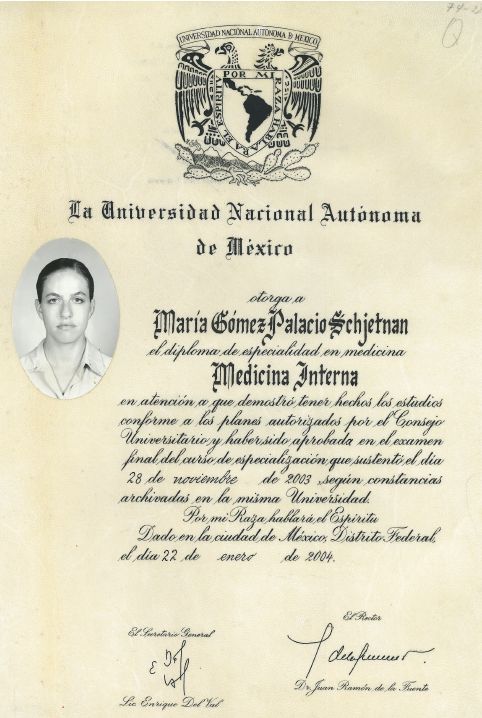 UNIVERSIDAD NACIONAL AUTÓNOMA DE MEXICO
POR MI RAZA HABLARA EL ESPIRITU
La Universidad Nacional Autónoma
de México
otorga a
María Gómez Palacio Schjetnan
el diploma de especialidad en medicina
Medicina Interna
en atención a que demostró tener hechos los estudios
conforme a los planes autorizados por el Consejo
Universitario y haber sido aprobada en el examen
final del curso de especialización que sustentó el día
28 de noviembre de 2003, según constancias
archivadas en la misma Universidad.
Por mi Raza hablará el Espíritu
Dado en la ciudad de México, Distrito Federal,
el día 22 de enero de 2004.
El Secretario General
El Rector
Lic. Enrique Del Val
Dr. Juan Ramón de la Fuente